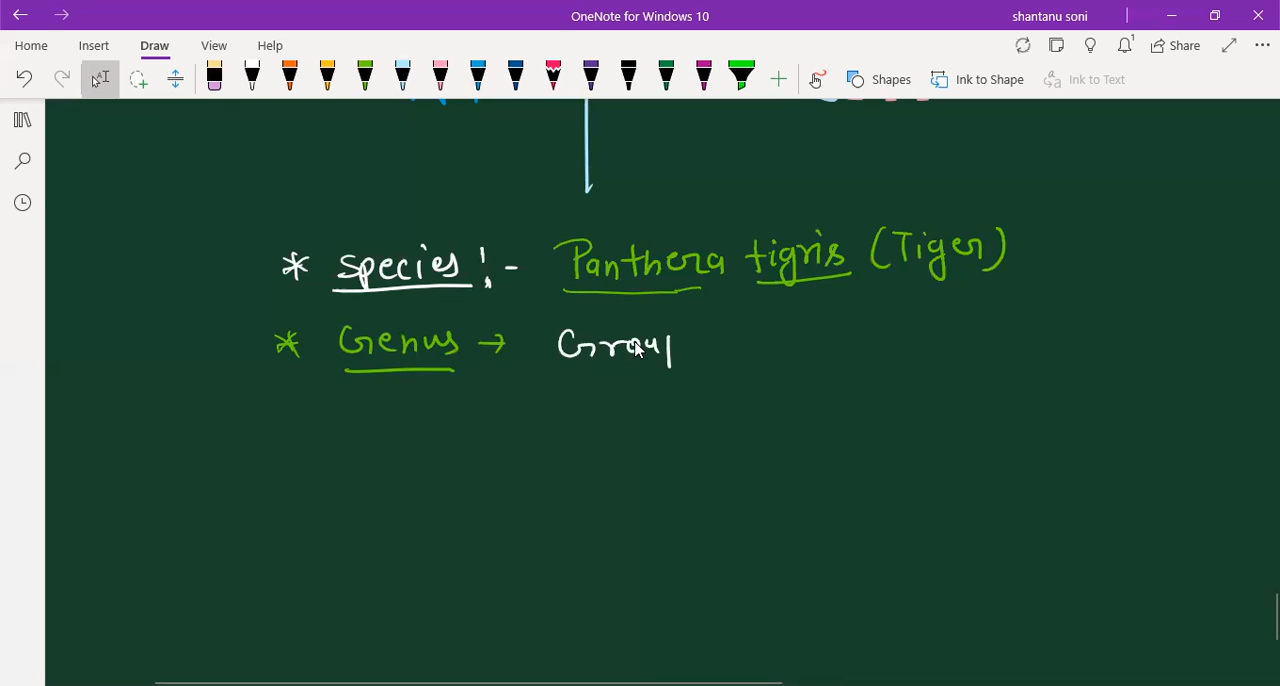 OneNote for Windows 10
shantanu soni
Home Insert Draw View Help
Share
Shapes
Ink to Shape
Ink to Text
* species :- Panthera tigris (Tiger)
* Genus → Group